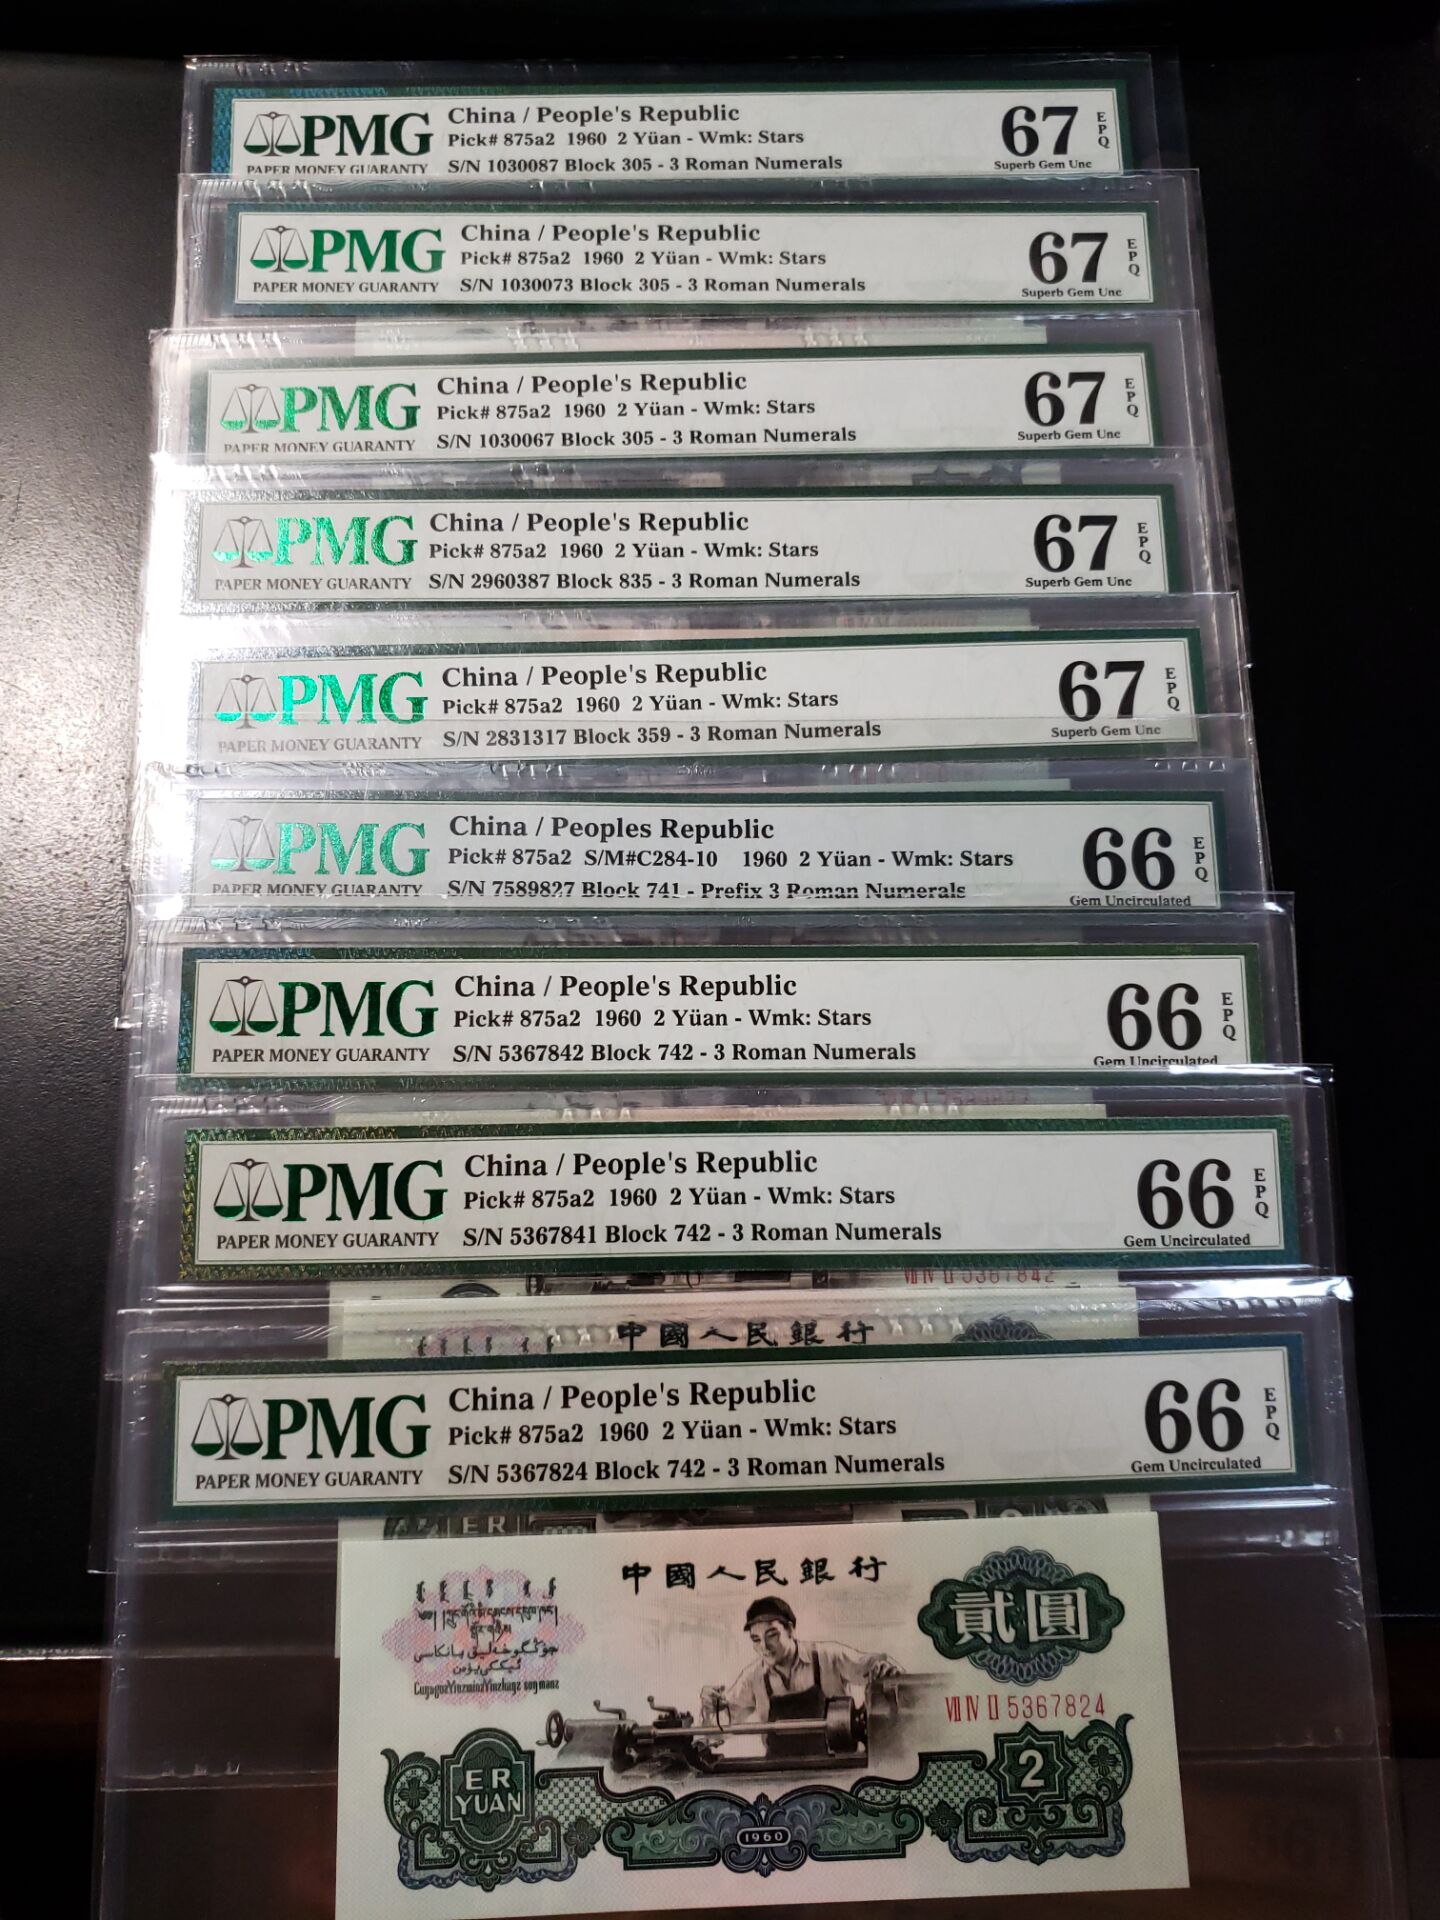 PMG
PAPER MONEY GUARANTY
China / People's Republic
Pick# 875a2 1960 2 Yüan - Wmk: Stars
S/N 1030087 Block 305 - 3 Roman Numerals
67 EPQ
Superb Gem Unc
PMG
PAPER MONEY GUARANTY
China / People's Republic
Pick# 875a2 1960 2 Yüan - Wmk: Stars
S/N 1030073 Block 305 - 3 Roman Numerals
67 EPQ
Superb Gem Unc
PMG
PAPER MONEY GUARANTY
China / People's Republic
Pick# 875a2 1960 2 Yüan - Wmk: Stars
S/N 1030067 Block 305 - 3 Roman Numerals
67 EPQ
Superb Gem Unc
PMG
PAPER MONEY GUARANTY
China / People's Republic
Pick# 875a2 1960 2 Yüan - Wmk: Stars
S/N 2960387 Block 835 - 3 Roman Numerals
67 EPQ
Superb Gem Unc
PMG
PAPER MONEY GUARANTY
China / People's Republic
Pick# 875a2 1960 2 Yüan - Wmk: Stars
S/N 2831317 Block 359 - 3 Roman Numerals
67 EPQ
Superb Gem Unc
PMG
PAPER MONEY GUARANTY
China / Peoples Republic
Pick# 875a2 S/M#C284-10 1960 2 Yüan - Wmk: Stars
S/N 7589827 Block 741 - Prefix 3 Roman Numerals
66 EPQ
Gem Uncirculated
PMG
PAPER MONEY GUARANTY
China / People's Republic
Pick# 875a2 1960 2 Yüan - Wmk: Stars
S/N 5367842 Block 742 - 3 Roman Numerals
66 EPQ
Gem Uncirculated
PMG
PAPER MONEY GUARANTY
China / People's Republic
Pick# 875a2 1960 2 Yüan - Wmk: Stars
S/N 5367841 Block 742 - 3 Roman Numerals
66 EPQ
Gem Uncirculated
Ⅶ Ⅳ Ⅱ 5367842
中國人民銀行
PMG
PAPER MONEY GUARANTY
China / People's Republic
Pick# 875a2 1960 2 Yüan - Wmk: Stars
S/N 5367824 Block 742 - 3 Roman Numerals
66 EPQ
Gem Uncirculated
ER
中國人民銀行
貳圓
Ⅶ Ⅳ Ⅱ 5367824
ER
YUAN
2
1960